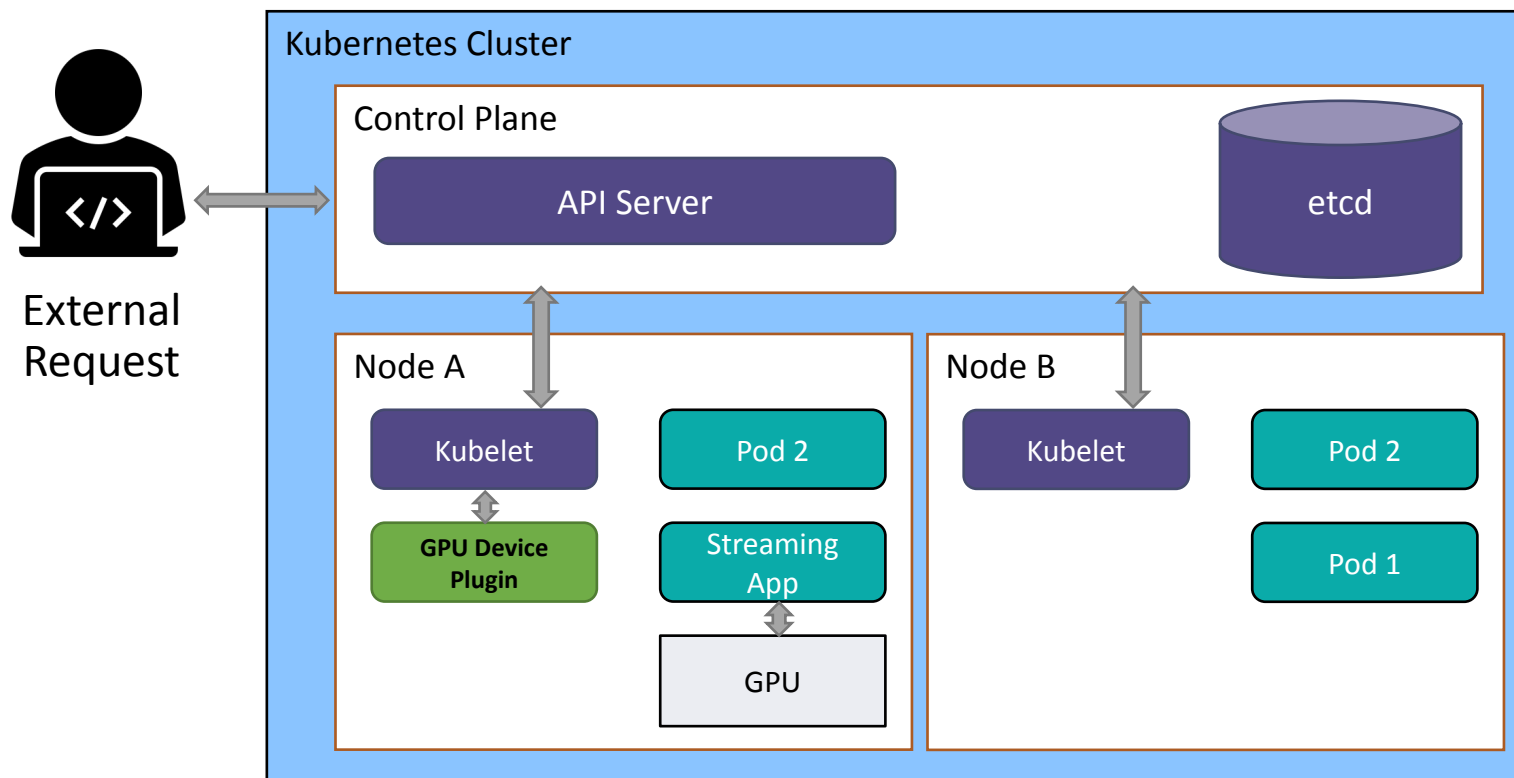 Kubernetes Cluster
Control Plane
API Server
etcd
</>
External
Request
Node A
Kubelet
Pod 2
GPU Device
Plugin
Streaming
App
GPU
Node B
Kubelet
Pod 2
Pod 1